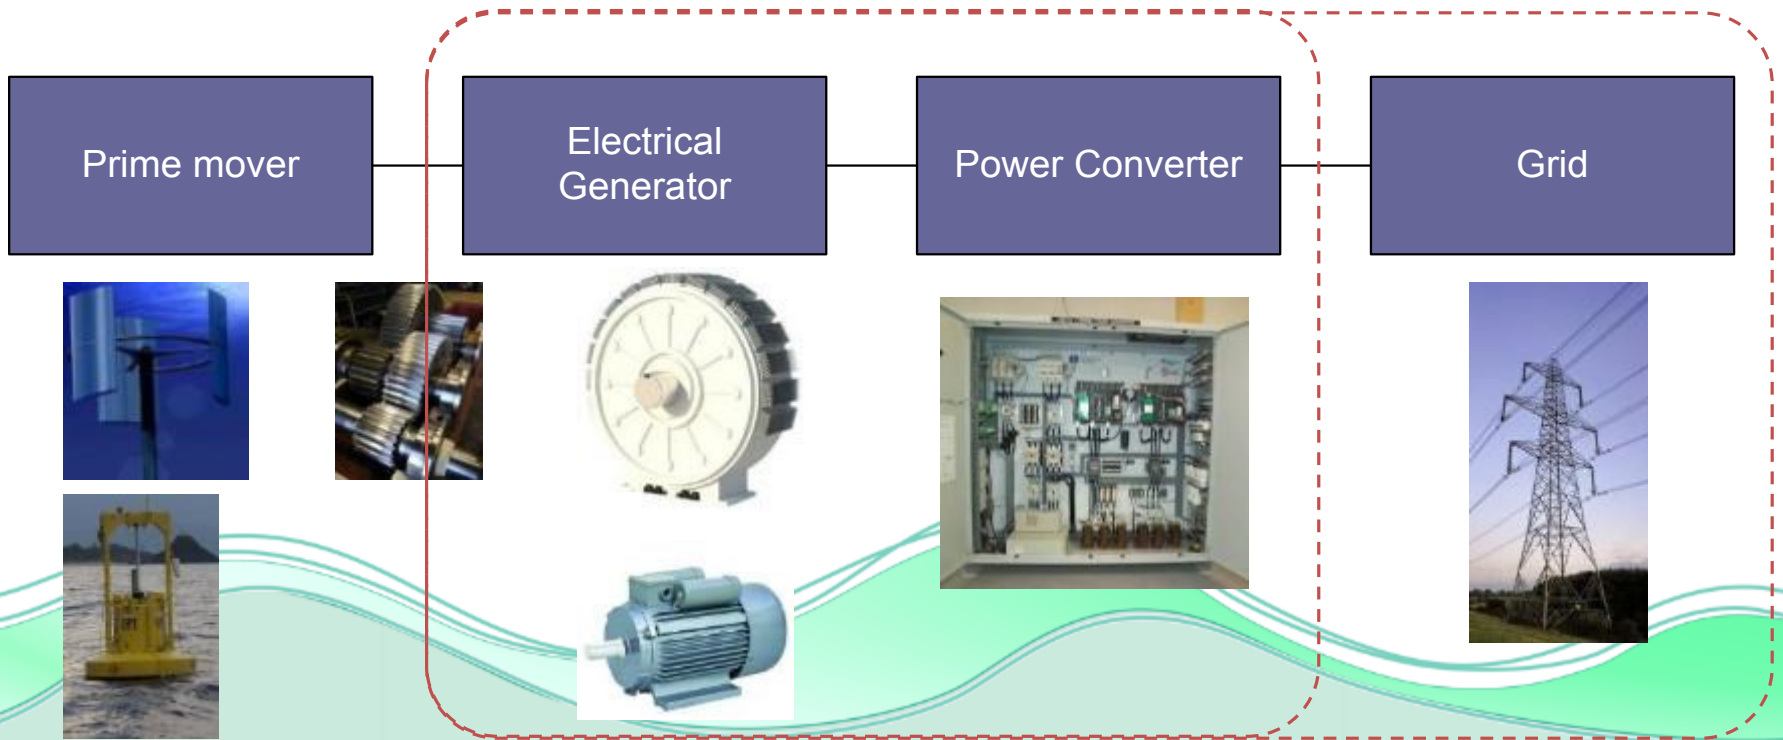 Prime mover
Electrical
Generator
Power Converter
Grid